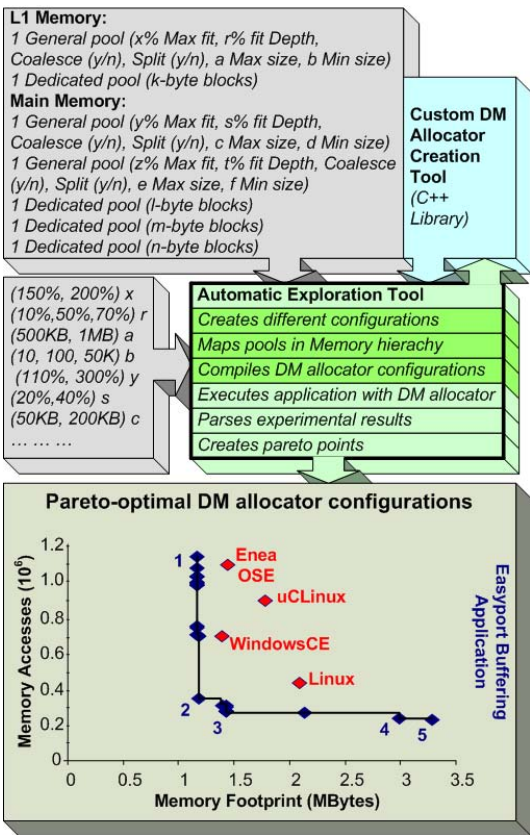 L1 Memory:
1 General pool (x% Max fit, r% fit Depth,
Coalesce (y/n), Split (y/n), a Max size, b Min size)
1 Dedicated pool (k-byte blocks)
Main Memory:
1 General pool (y% Max fit, s% fit Depth,
Coalesce (y/n), Split (y/n), c Max size, d Min size)
1 General pool (z% Max fit, t% fit Depth, Coalesce
(y/n), Split (y/n), e Max size, f Min size)
1 Dedicated pool (l-byte blocks)
1 Dedicated pool (m-byte blocks)
1 Dedicated pool (n-byte blocks)
Custom DM
Allocator
Creation
Tool
(C++
Library)
(150%, 200%) x
(10%,50%,70%) r
(500KB, 1MB) a
(10, 100, 50K) b
(110%, 300%) y
(20%,40%) s
(50KB, 200KB) c
... ... ...
Automatic Exploration Tool
Creates different configurations
Maps pools in Memory hierachy
Compiles DM allocator configurations
Executes application with DM allocator
Parses experimental results
Creates pareto points
Pareto-optimal DM allocator configurations
Memory Accesses (10⁶)
1.2
1.0
0.8
0.6
0.4
0.2
0
0.5
1
1.5
2
2.5
3
3.5
Memory Footprint (MBytes)
1
2
3
4
5
Enea
OSE
uCLinux
WindowsCE
Linux
Easyport Buffering
Application